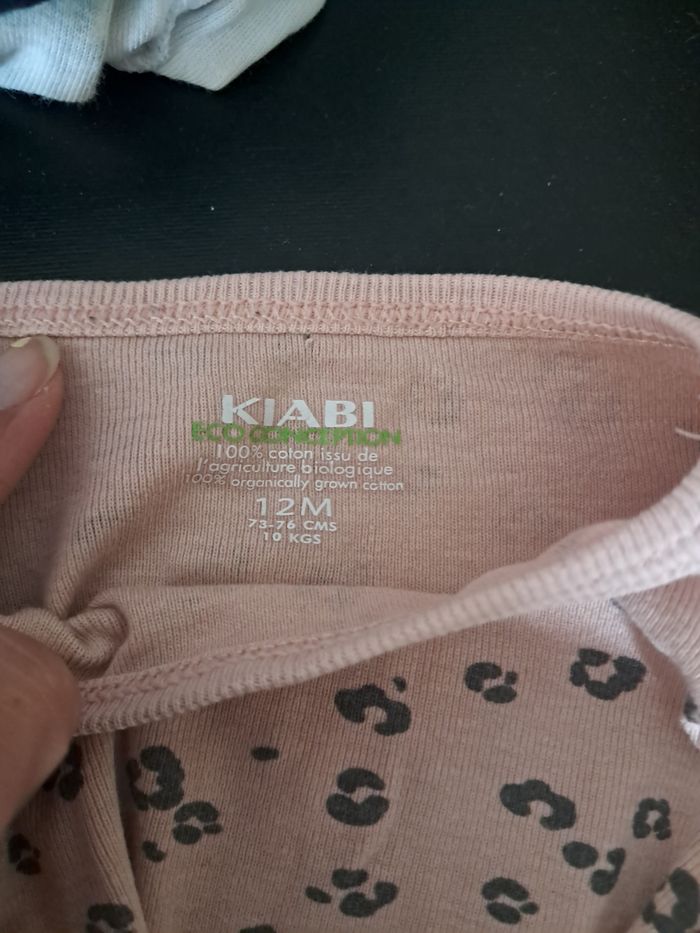 KIABI
ECO CONCEPTION
100% coton issu de
l'agriculture biologique
100% organically grown cotton
12M
73-76 CMS
10 KGS